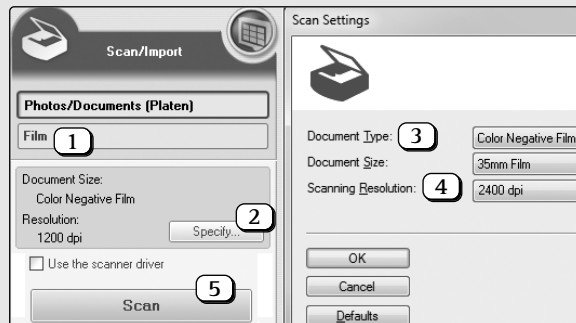 Scan/Import
Photos/Documents (Platen)
Film 1
Document Size:
Color Negative Film
Resolution:
1200 dpi
2
Specify...
Use the scanner driver
5
Scan
Scan Settings
Document Type: 3 Color Negative Film
Document Size: 35mm Film
Scanning Resolution: 4 2400 dpi
OK
Cancel
Defaults